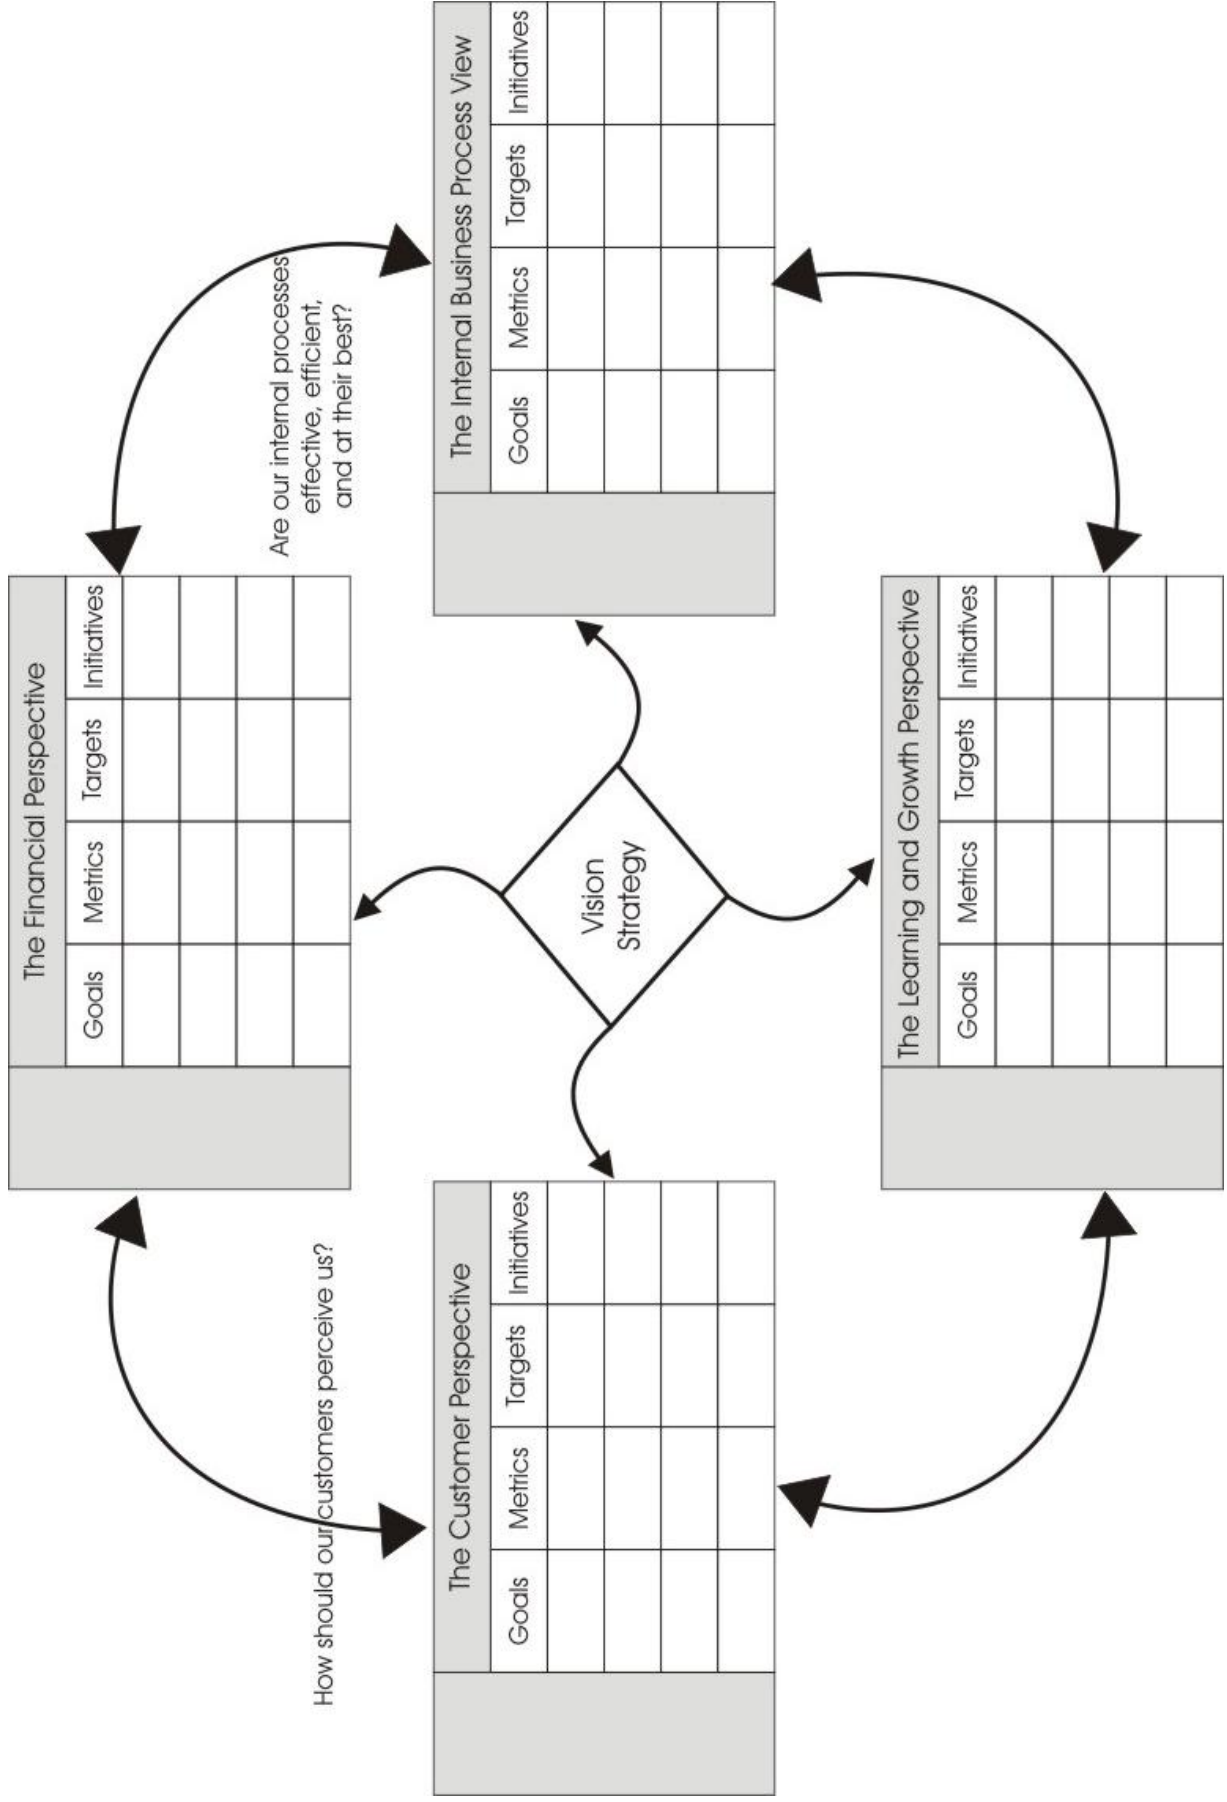 The Financial Perspective
Goals Metrics Targets Initiatives
How should our customers perceive us?
Are our internal processes
effective, efficient,
and at their best?
The Customer Perspective
Goals Metrics Targets Initiatives
Vision
Strategy
The Internal Business Process View
Goals Metrics Targets Initiatives
The Learning and Growth Perspective
Goals Metrics Targets Initiatives